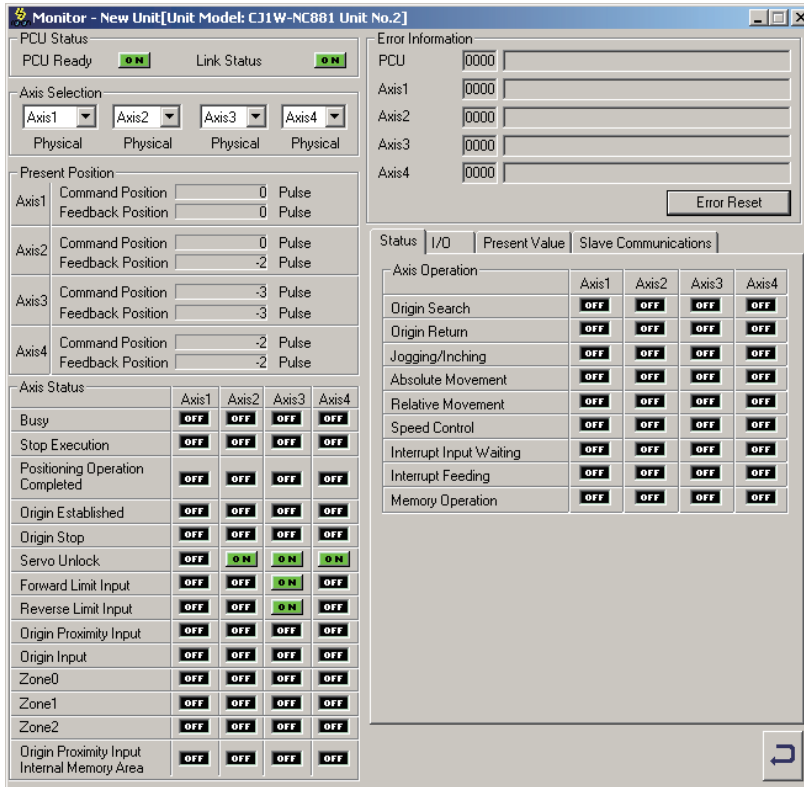 Monitor - New Unit[Unit Model: CJ1W-NC881 Unit No.2]
PCU Status
PCU Ready ON Link Status ON
Axis Selection
Axis1 Axis2 Axis3 Axis4
Physical Physical Physical Physical
Present Position
Axis1
Command Position 0 Pulse
Feedback Position 0 Pulse
Axis2
Command Position 0 Pulse
Feedback Position -2 Pulse
Axis3
Command Position -3 Pulse
Feedback Position -3 Pulse
Axis4
Command Position -2 Pulse
Feedback Position -2 Pulse
Axis Status
Axis1 Axis2 Axis3 Axis4
Busy OFF OFF OFF OFF
Stop Execution OFF OFF OFF OFF
Positioning Operation
Completed OFF OFF OFF OFF
Origin Established OFF OFF OFF OFF
Origin Stop OFF OFF OFF OFF
Servo Unlock OFF ON ON ON
Forward Limit Input OFF OFF ON OFF
Reverse Limit Input OFF OFF ON OFF
Origin Proximity Input OFF OFF OFF OFF
Origin Input OFF OFF OFF OFF
Zone0 OFF OFF OFF OFF
Zone1 OFF OFF OFF OFF
Zone2 OFF OFF OFF OFF
Origin Proximity Input
Internal Memory Area OFF OFF OFF OFF
Error Information
PCU 0000
Axis1 0000
Axis2 0000
Axis3 0000
Axis4 0000
Error Reset
Status I/O Present Value Slave Communications
Axis Operation
Axis1 Axis2 Axis3 Axis4
Origin Search OFF OFF OFF OFF
Origin Return OFF OFF OFF OFF
Jogging/Inching OFF OFF OFF OFF
Absolute Movement OFF OFF OFF OFF
Relative Movement OFF OFF OFF OFF
Speed Control OFF OFF OFF OFF
Interrupt Input Waiting OFF OFF OFF OFF
Interrupt Feeding OFF OFF OFF OFF
Memory Operation OFF OFF OFF OFF